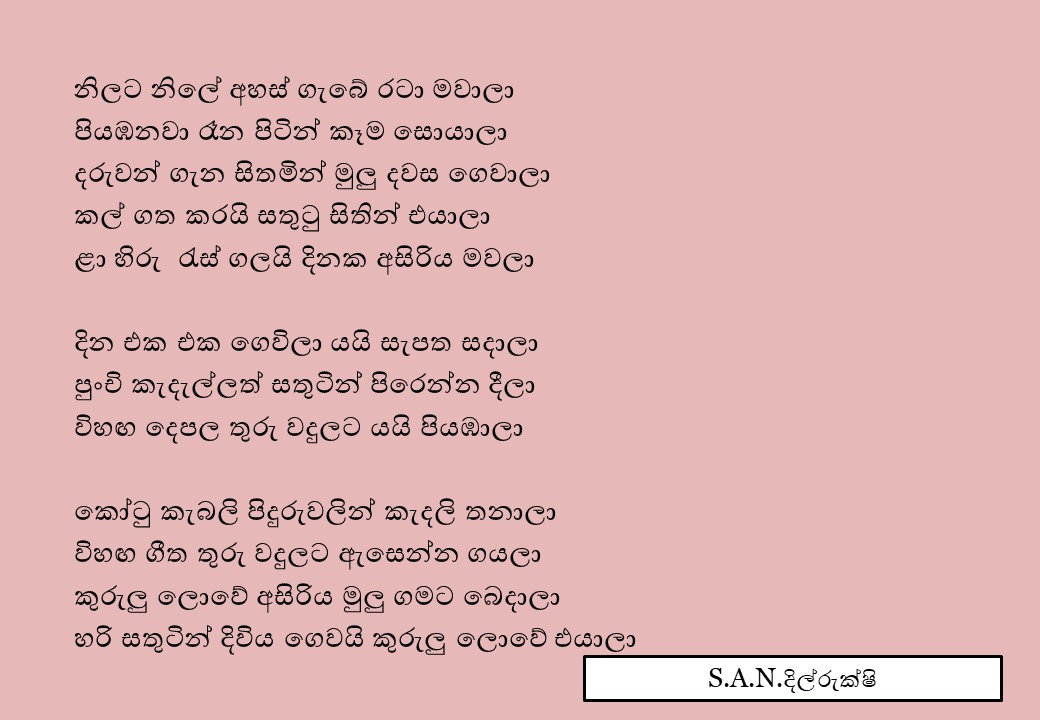 නිලට නිලේ අහස් ගැබේ රටා මවාලා
පියඹනවා රෑන පිටින් කෑම සොයාලා
දරුවන් ගැන සිතමින් මුලු දවස ගෙවාලා
කල් ගත කරයි සතුටු සිතින් එයාලා
ළා හිරු රැස් ගලයි දිනක අසිරිය මවලා
දින එක එක ගෙවිලා යයි සැපත සදාලා
පුංචි කැදැල්ලත් සතුටින් පිරෙන්න දීලා
විහඟ දෙපල තුරු වදුලට යයි පියඹාලා
කෝටු කැබලි පිදුරුවලින් කැදලි තනාලා
විහඟ ගීත තුරු වදුලට ඇසෙන්න ගයලා
කුරුලු ලොවේ අසිරිය මුලු ගමට බෙදාලා
හරි සතුටින් දිවිය ගෙවයි කුරුලු ලොවේ එයාලා
S.A.N.දිල්රුක්ෂි